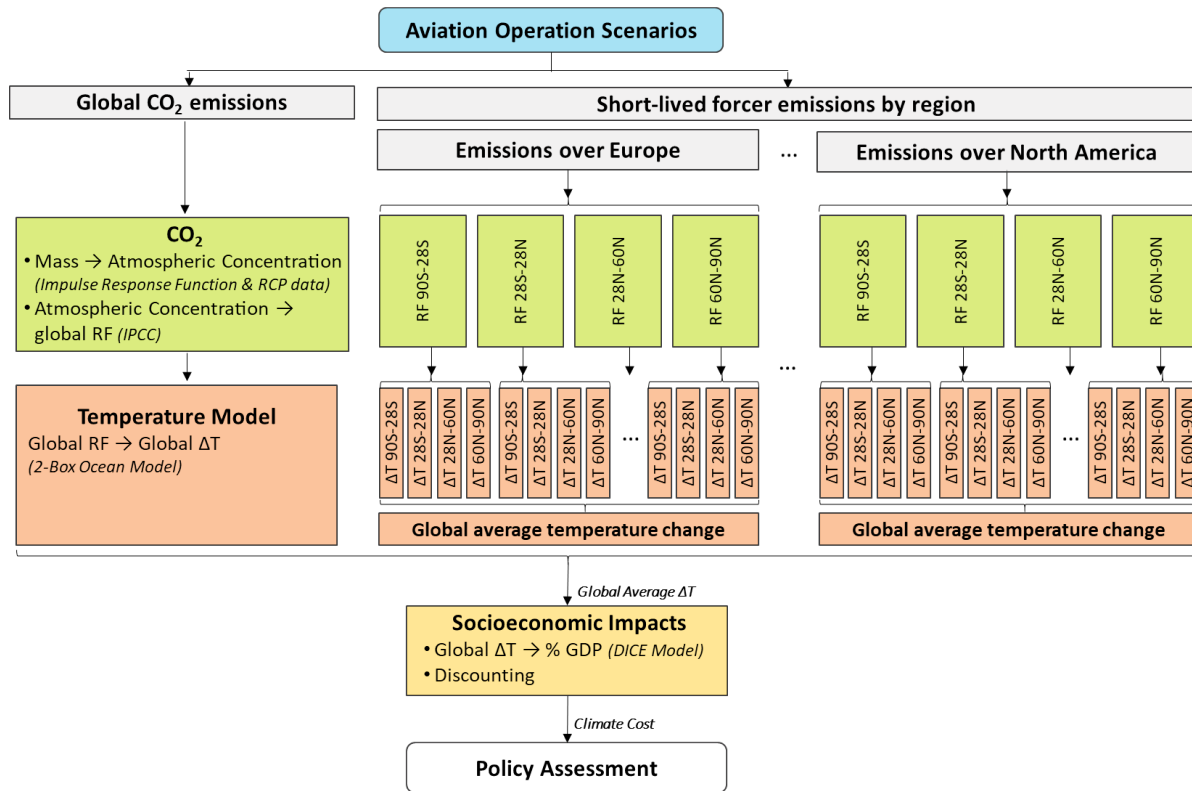 Aviation Operation Scenarios
Global CO₂ emissions
Short-lived forcer emissions by region
Emissions over Europe
...
Emissions over North America
CO₂
• Mass → Atmospheric Concentration
(Impulse Response Function & RCP data)
• Atmospheric Concentration →
global RF (IPCC)
RF 90S-28S
RF 28S-28N
RF 28N-60N
RF 60N-90N
RF 90S-28S
RF 28S-28N
RF 28N-60N
RF 60N-90N
...
Temperature Model
Global RF → Global ΔT
(2-Box Ocean Model)
ΔT 90S-28S
ΔT 28S-28N
ΔT 28N-60N
ΔT 60N-90N
ΔT 90S-28S
ΔT 28S-28N
ΔT 28N-60N
ΔT 60N-90N
...
ΔT 90S-28S
ΔT 28S-28N
ΔT 28N-60N
ΔT 60N-90N
ΔT 90S-28S
ΔT 28S-28N
ΔT 28N-60N
ΔT 60N-90N
ΔT 90S-28S
ΔT 28S-28N
ΔT 28N-60N
ΔT 60N-90N
...
ΔT 90S-28S
ΔT 28S-28N
ΔT 28N-60N
ΔT 60N-90N
Global average temperature change
Global average temperature change
Global Average ΔT
Socioeconomic Impacts
• Global ΔT → % GDP (DICE Model)
• Discounting
Climate Cost
Policy Assessment